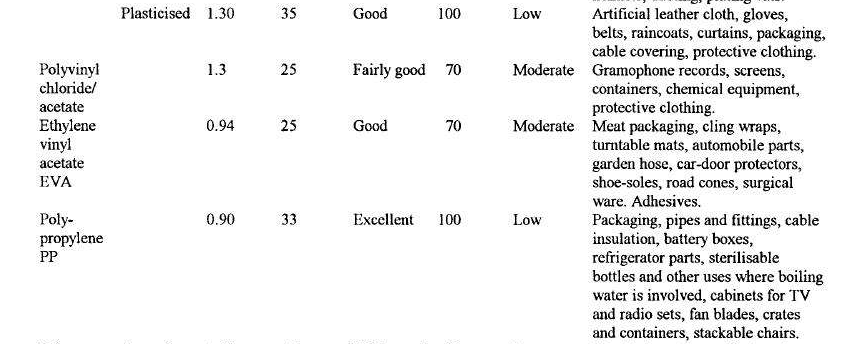 Plasticised 1.30 35 Good 100 Low Artificial leather cloth, gloves,
belts, raincoats, curtains, packaging,
cable covering, protective clothing.
Polyvinyl 1.3 25 Fairly good 70 Moderate Gramophone records, screens,
chloride/ containers, chemical equipment,
acetate protective clothing.
Ethylene 0.94 25 Good 70 Moderate Meat packaging, cling wraps,
vinyl turntable mats, automobile parts,
acetate garden hose, car-door protectors,
EVA shoe-soles, road cones, surgical
ware. Adhesives.
Poly- 0.90 33 Excellent 100 Low Packaging, pipes and fittings, cable
propylene insulation, battery boxes,
PP refrigerator parts, sterilisable
bottles and other uses where boiling
water is involved, cabinets for TV
and radio sets, fan blades, crates
and containers, stackable chairs.